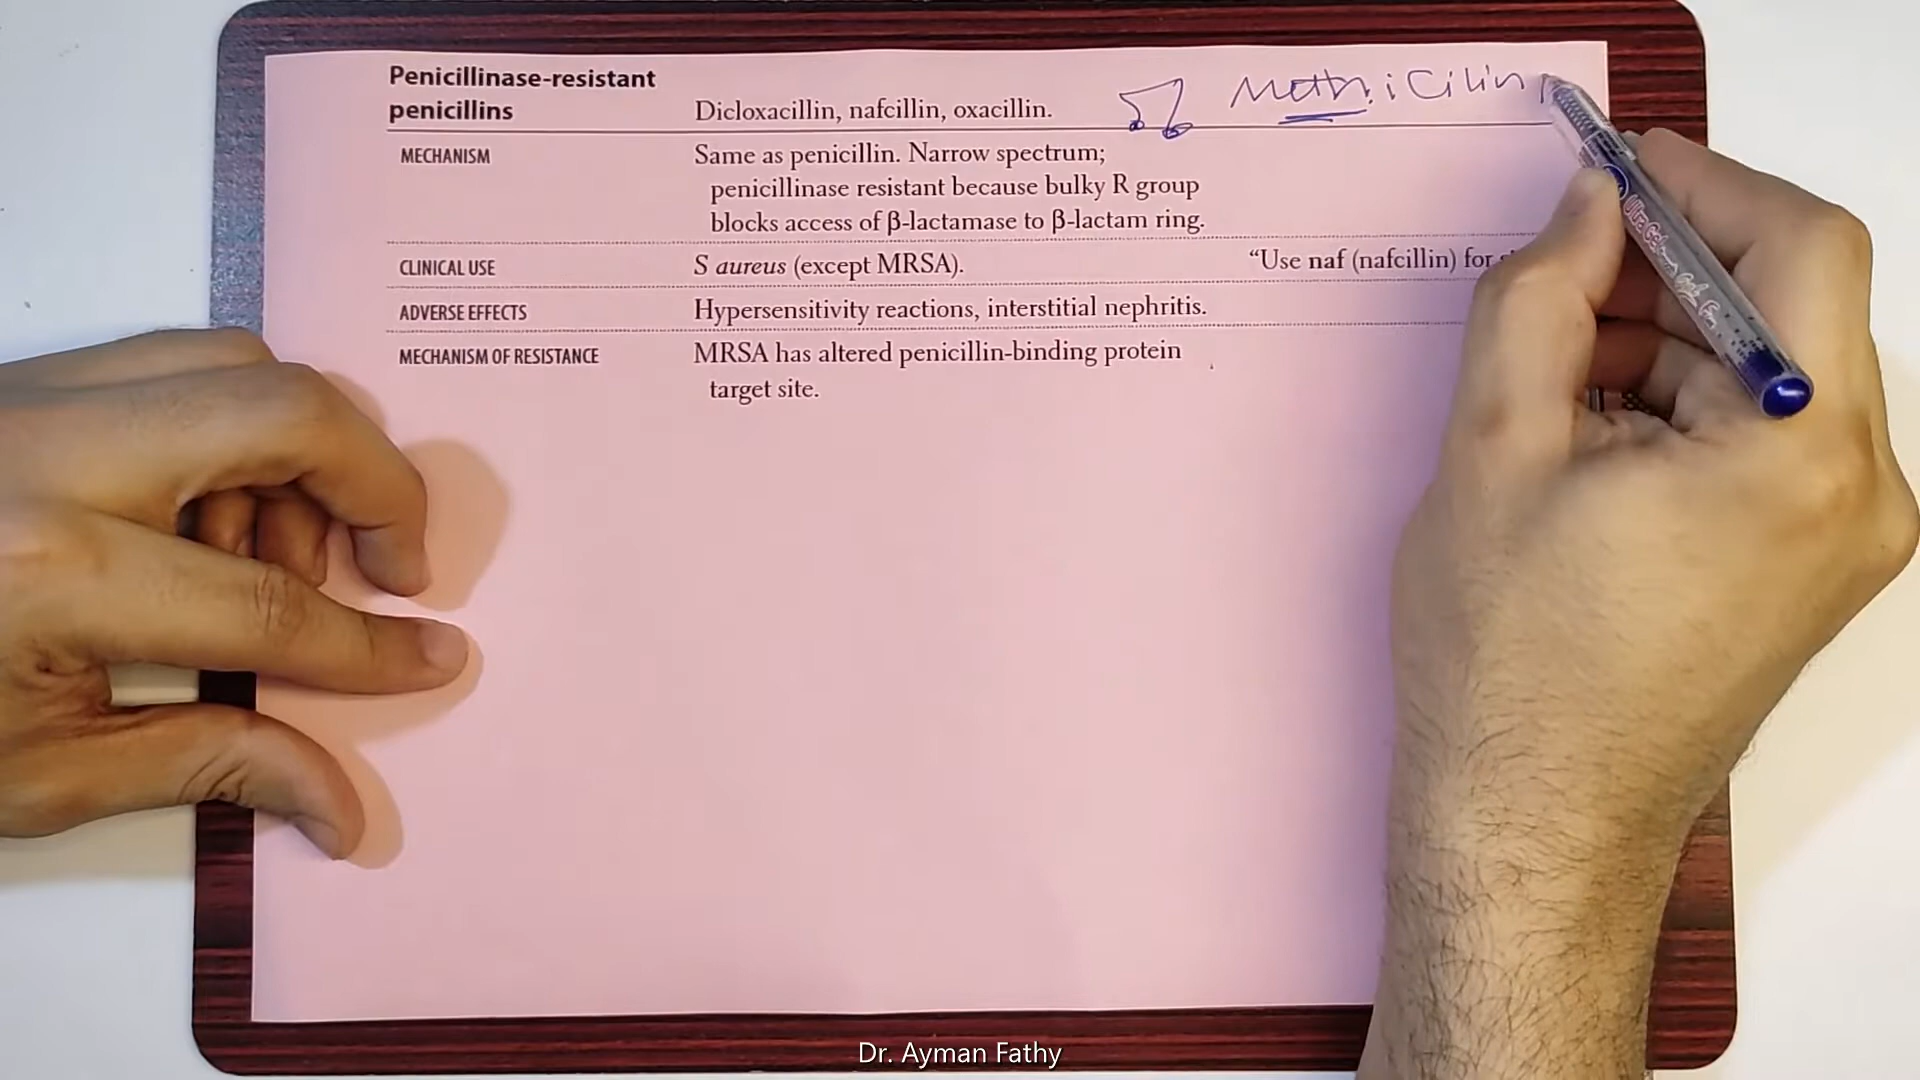 Penicillinase-resistant
penicillins
Dicloxacillin, nafcillin, oxacillin.
Methicilin
MECHANISM
Same as penicillin. Narrow spectrum;
penicillinase resistant because bulky R group
blocks access of β-lactamase to β-lactam ring.
CLINICAL USE
S aureus (except MRSA).
“Use naf (nafcillin) for
ADVERSE EFFECTS
Hypersensitivity reactions, interstitial nephritis.
MECHANISM OF RESISTANCE
MRSA has altered penicillin-binding protein
target site.
Dr. Ayman Fathy